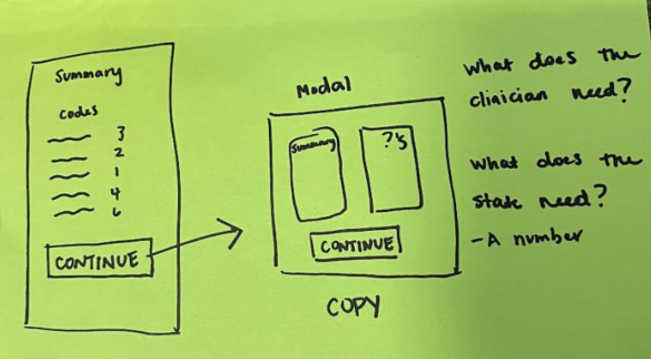 Summary
Codes
3
2
1
4
6
CONTINUE
Modal
Summary
?'s
CONTINUE
COPY
What does the
clinician need?
What does the
state need?
- A number